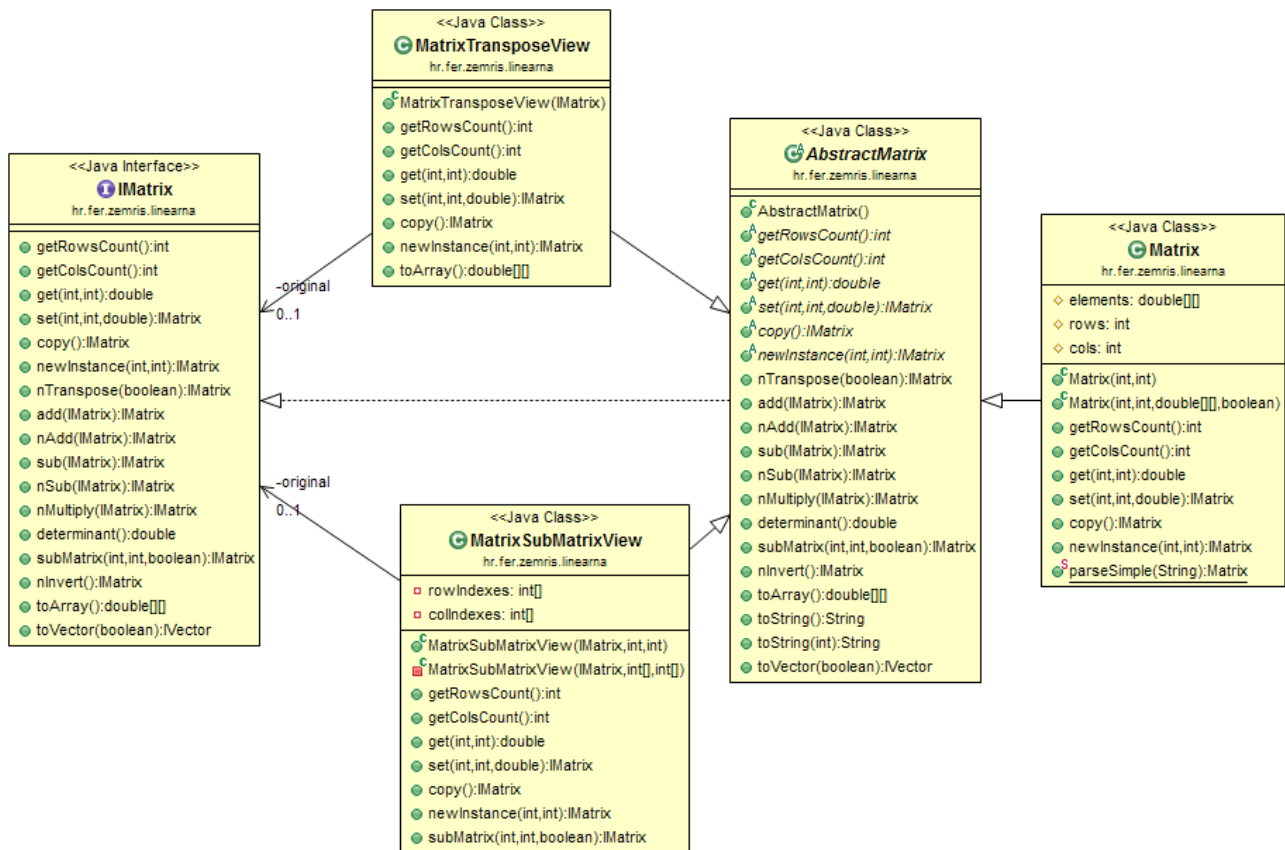 <<Java Class>>
MatrixTransposeView
hr.fer.zemris.linearna
MatrixTransposeView(IMatrix)
getRowsCount():int
getColsCount():int
get(int,int):double
set(int,int,double):IMatrix
copy():IMatrix
newInstance(int,int):IMatrix
toArray():double[][]
<<Java Interface>>
IMatrix
hr.fer.zemris.linearna
getRowsCount():int
getColsCount():int
get(int,int):double
set(int,int,double):IMatrix
copy():IMatrix
newInstance(int,int):IMatrix
nTranspose(boolean):IMatrix
add(IMatrix):IMatrix
nAdd(IMatrix):IMatrix
sub(IMatrix):IMatrix
nSub(IMatrix):IMatrix
nMultiply(IMatrix):IMatrix
determinant():double
subMatrix(int,int,boolean):IMatrix
nInvert():IMatrix
toArray():double[][]
toVector(boolean):IVector
-original
0..1
-original
0..1
<<Java Class>>
MatrixSubMatrixView
hr.fer.zemris.linearna
rowIndexes: int[]
colIndexes: int[]
MatrixSubMatrixView(IMatrix,int,int)
MatrixSubMatrixView(IMatrix,int[],int[])
getRowsCount():int
getColsCount():int
get(int,int):double
set(int,int,double):IMatrix
copy():IMatrix
newInstance(int,int):IMatrix
subMatrix(int,int,boolean):IMatrix
<<Java Class>>
AbstractMatrix
hr.fer.zemris.linearna
AbstractMatrix()
getRowsCount():int
getColsCount():int
get(int,int):double
set(int,int,double):IMatrix
copy():IMatrix
newInstance(int,int):IMatrix
nTranspose(boolean):IMatrix
add(IMatrix):IMatrix
nAdd(IMatrix):IMatrix
sub(IMatrix):IMatrix
nSub(IMatrix):IMatrix
nMultiply(IMatrix):IMatrix
determinant():double
subMatrix(int,int,boolean):IMatrix
nInvert():IMatrix
toArray():double[][]
toString():String
toString(int):String
toVector(boolean):IVector
<<Java Class>>
Matrix
hr.fer.zemris.linearna
elements: double[][]
rows: int
cols: int
Matrix(int,int)
Matrix(int,int,double[][],boolean)
getRowsCount():int
getColsCount():int
get(int,int):double
set(int,int,double):IMatrix
copy():IMatrix
newInstance(int,int):IMatrix
parseSimple(String):Matrix